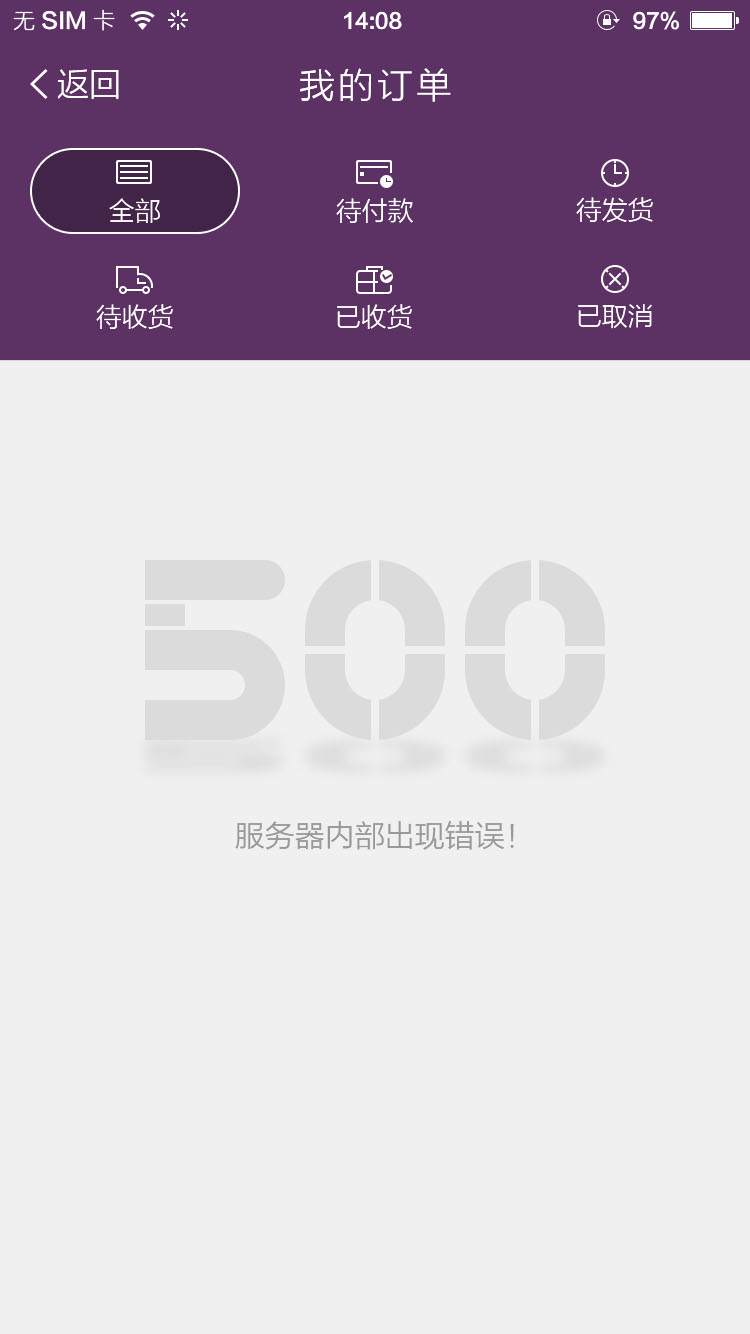 无 SIM 卡 14:08 97%
返回 我的订单
全部 待付款 待发货
待收货 已收货 已取消
500
服务器内部出现错误!